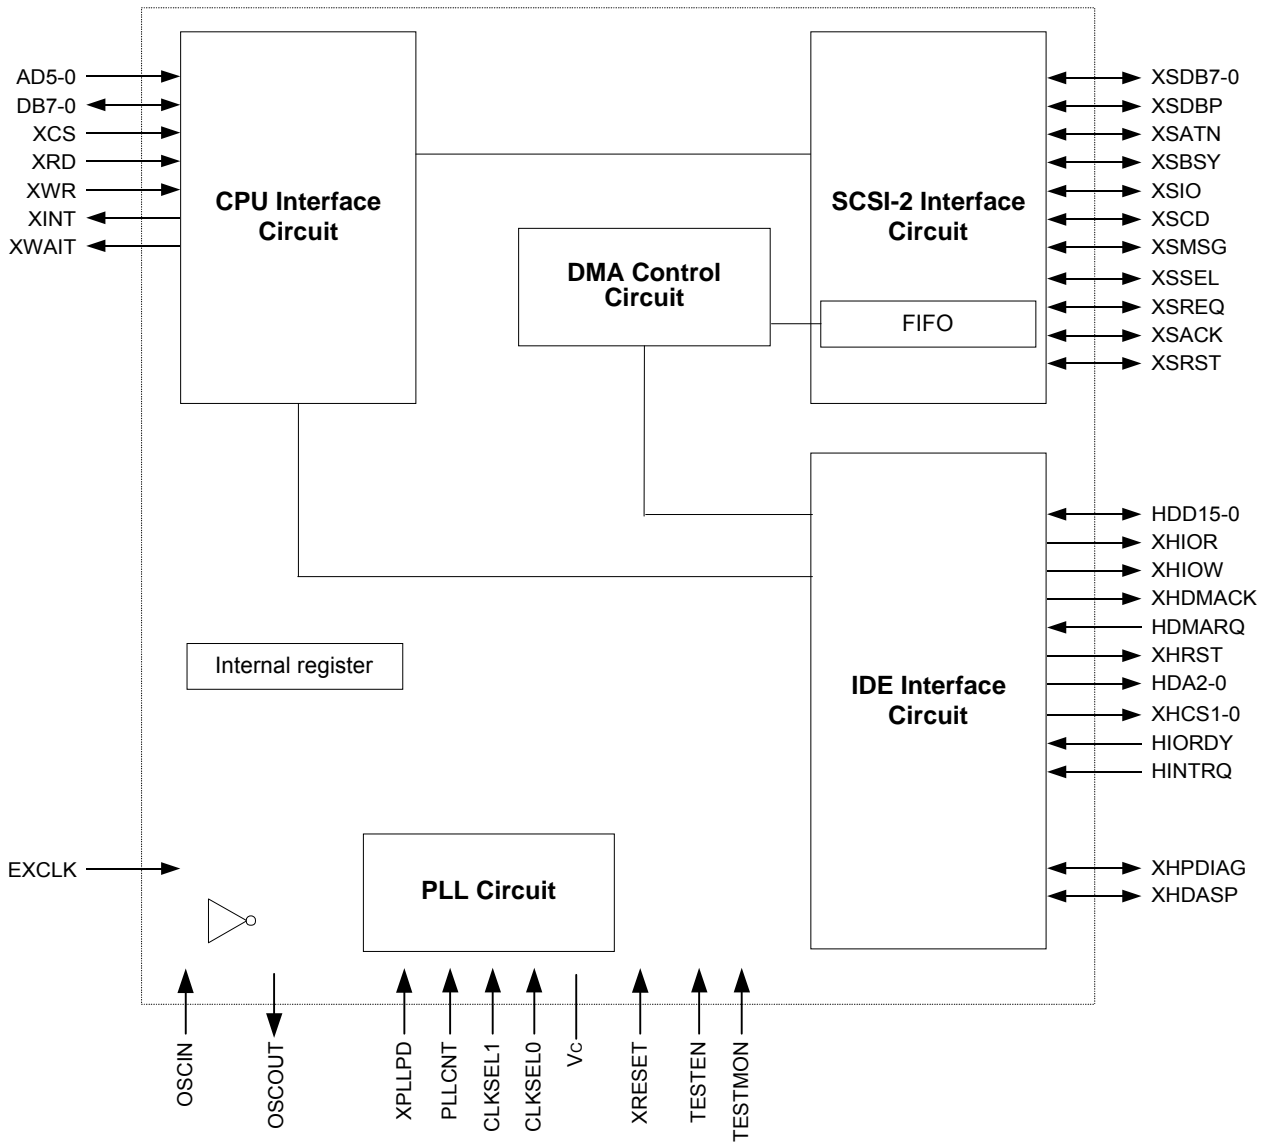 AD5-0
DB7-0
XCS
XRD
XWR
XINT
XWAIT
CPU Interface
Circuit
DMA Control
Circuit
SCSI-2 Interface
Circuit
FIFO
XSDB7-0
XSDBP
XSATN
XSBSY
XSIO
XSCD
XSMSG
XSSEL
XSREQ
XSACK
XSRST
Internal register
IDE Interface
Circuit
HDD15-0
XHIOR
XHIOW
XHDMACK
HDMARQ
XHRST
HDA2-0
XHCS1-0
HIORDY
HINTRQ
XHPDIAG
XHDASP
EXCLK
PLL Circuit
OSCIN
OSCOUT
XPLLPD
PLLCNT
CLKSEL1
CLKSEL0
Vc
XRESET
TESTEN
TESTMON